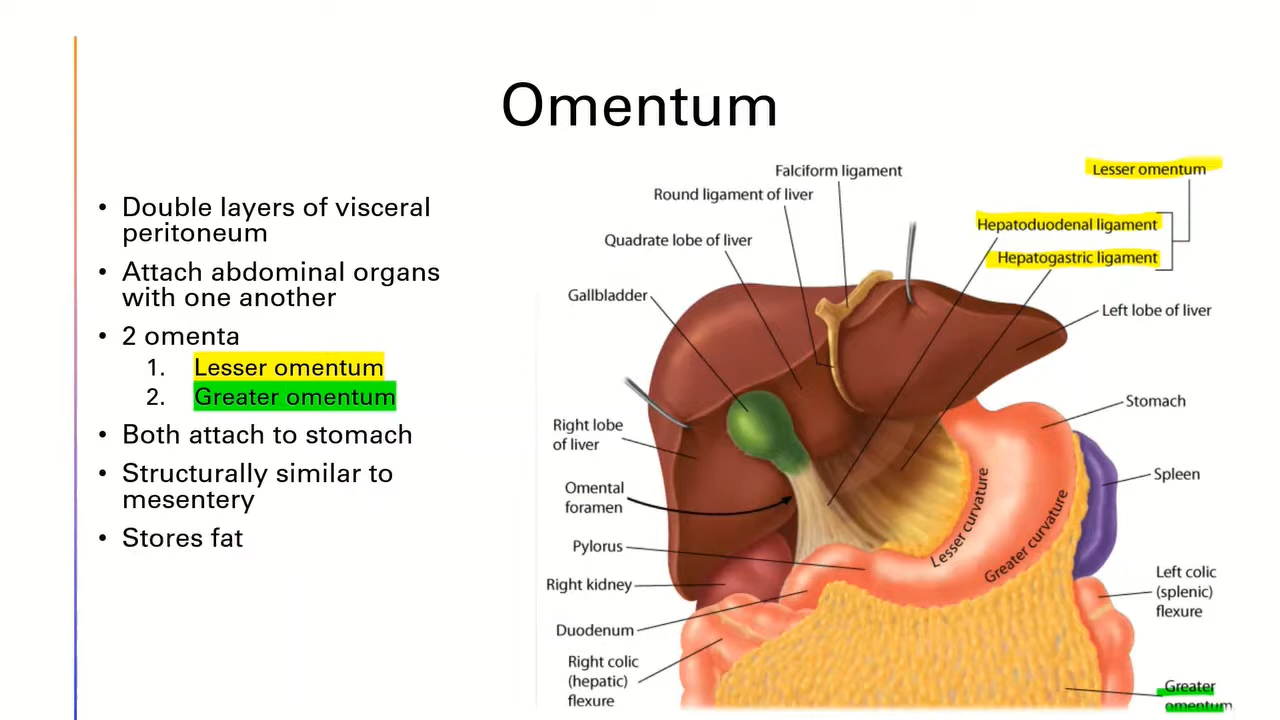 Omentum
• Double layers of visceral
peritoneum
• Attach abdominal organs
with one another
• 2 omenta
1. Lesser omentum
2. Greater omentum
• Both attach to stomach
• Structurally similar to
mesentery
• Stores fat
Falciform ligament
Lesser omentum
Round ligament of liver
Hepatoduodenal ligament
Quadrate lobe of liver
Hepatogastric ligament
Gallbladder
Left lobe of liver
Stomach
Right lobe
of liver
Spleen
Omental
foramen
Lesser curvature
Greater curvature
Pylorus
Right kidney
Left colic
(splenic)
flexure
Duodenum
Right colic
(hepatic)
flexure
Greater
omentum